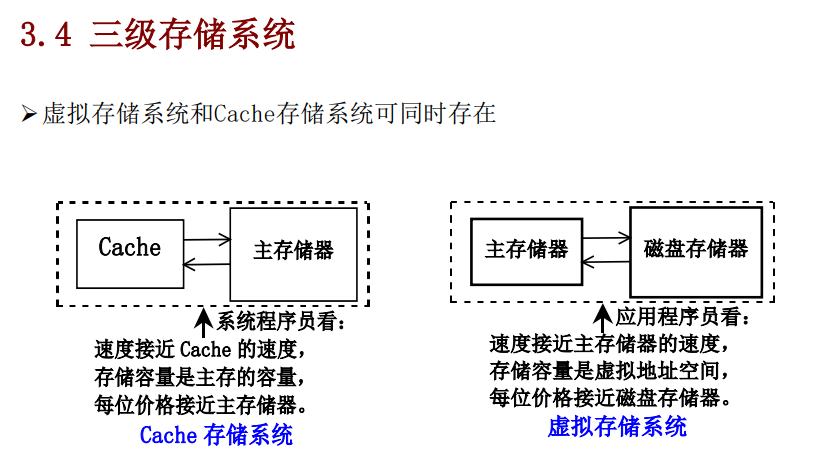 3.4 三级存储系统
➢虚拟存储系统和Cache存储系统可同时存在
Cache
主存储器
系统程序员看：
速度接近 Cache 的速度，
存储容量是主存的容量，
每位价格接近主存储器。
Cache 存储系统
主存储器
磁盘存储器
应用程序员看：
速度接近主存储器的速度，
存储容量是虚拟地址空间，
每位价格接近磁盘存储器。
虚拟存储系统